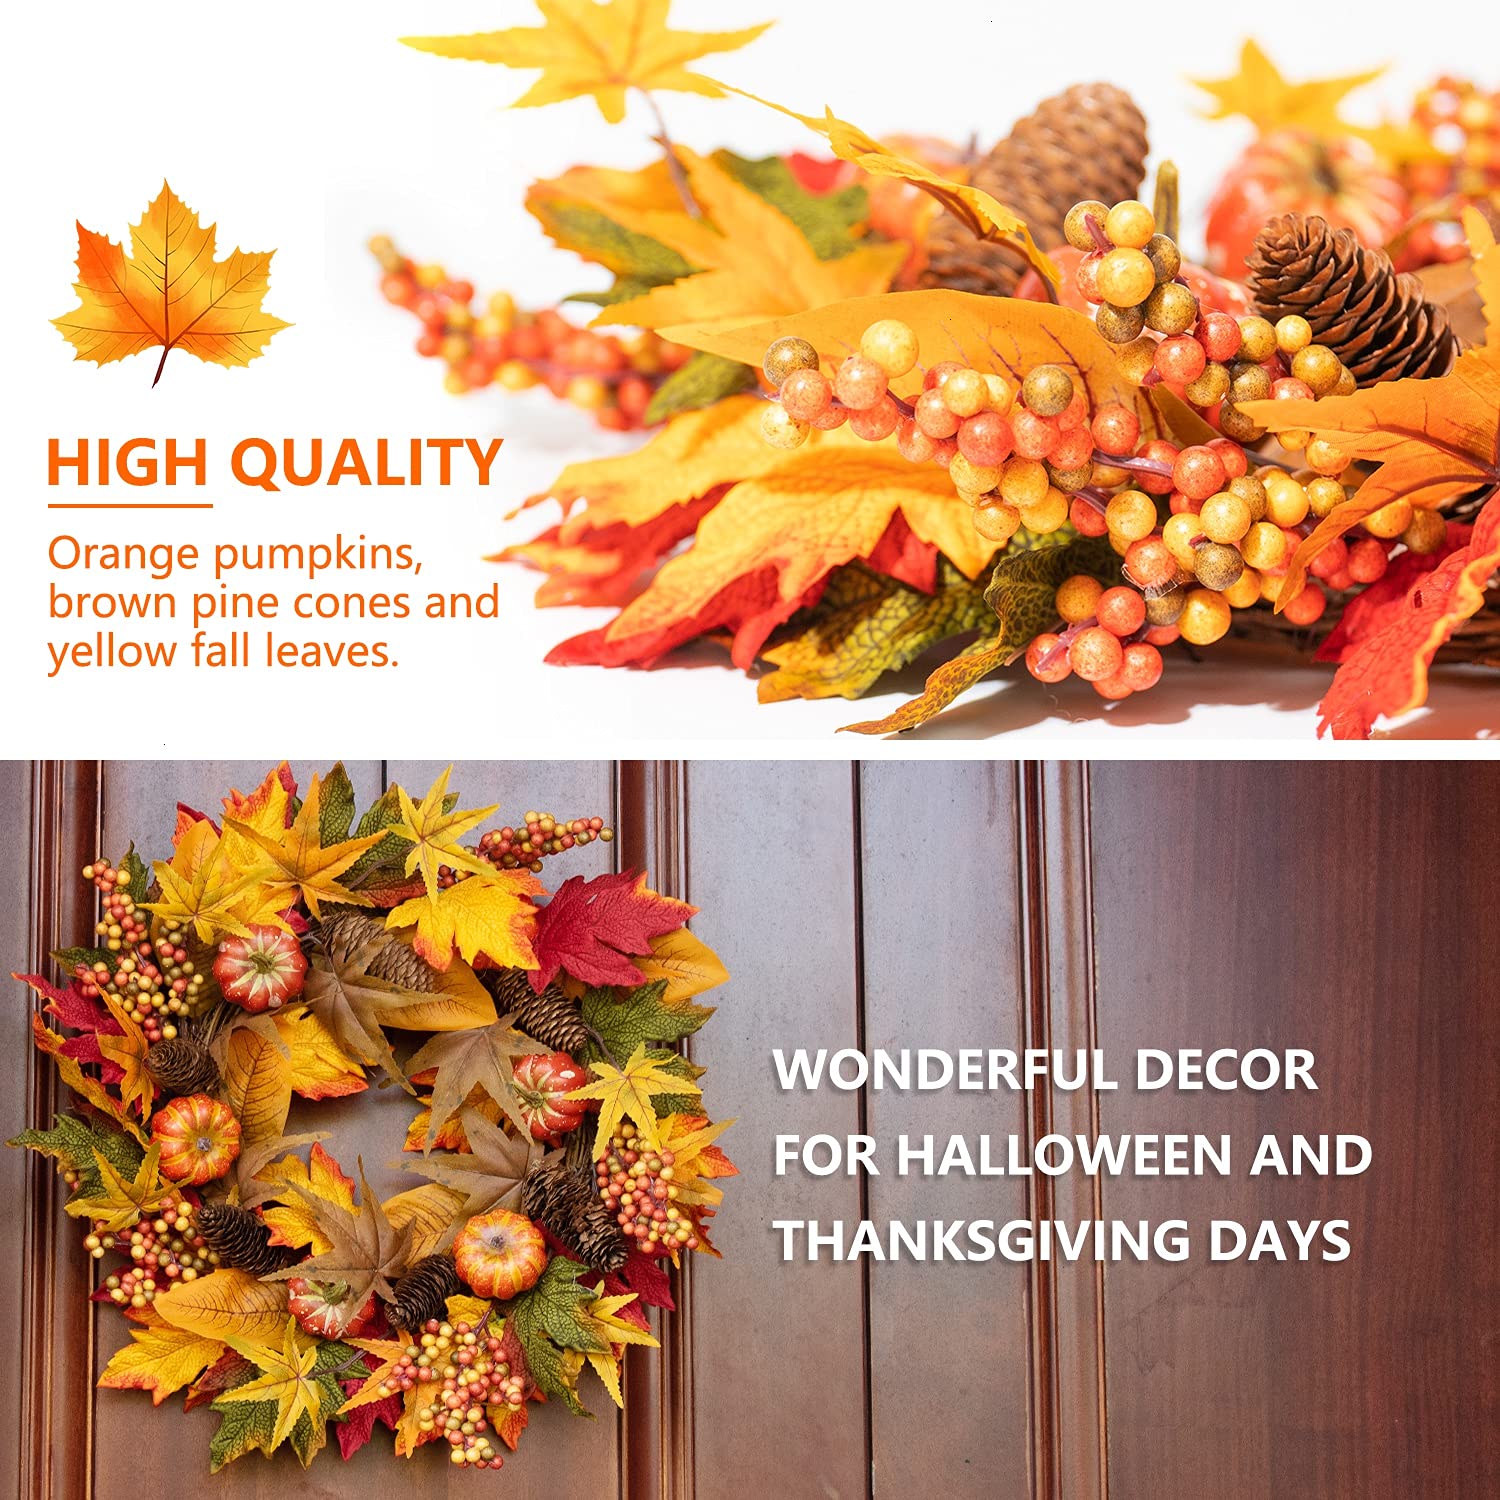 HIGH QUALITY
Orange pumpkins,
brown pine cones and
yellow fall leaves.
WONDERFUL DECOR
FOR HALLOWEEN AND
THANKSGIVING DAYS